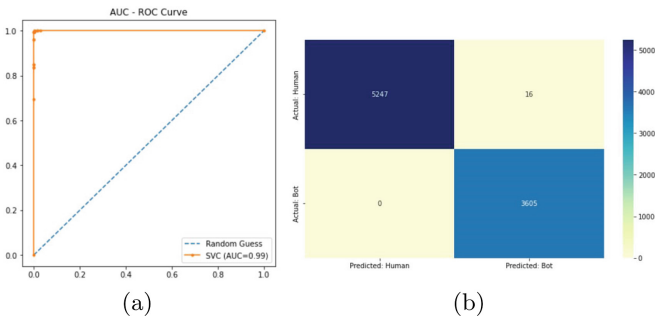 AUC - ROC Curve
1.0
0.8
0.6
0.4
0.2
0.0
0.0 0.2 0.4 0.6 0.8 1.0
Random Guess
SVC (AUC=0.99)
(a)
Actual: Human
Actual: Bot
5247 16
0 3605
Predicted: Human Predicted: Bot
5000
4000
3000
2000
1000
0
(b)